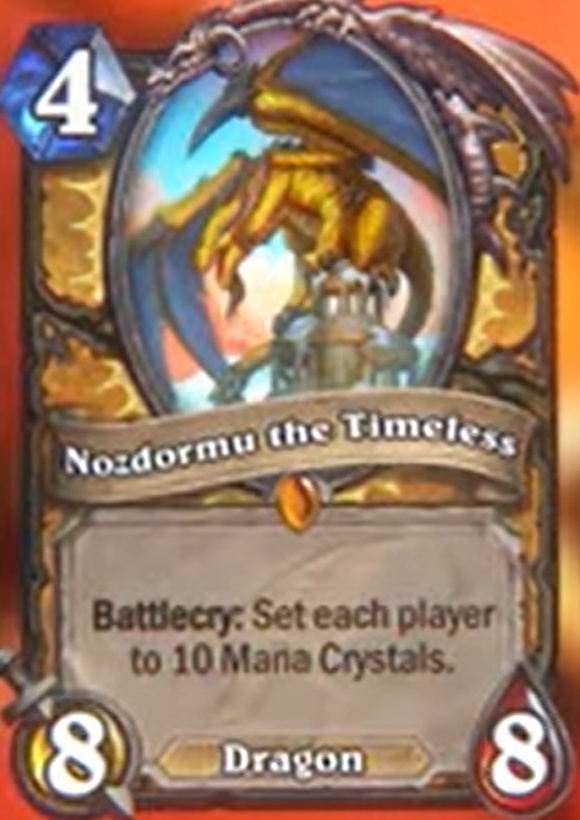 4
Nozdormu the Timeless
Battlecry: Set each player
to 10 Mana Crystals.
8
Dragon
8